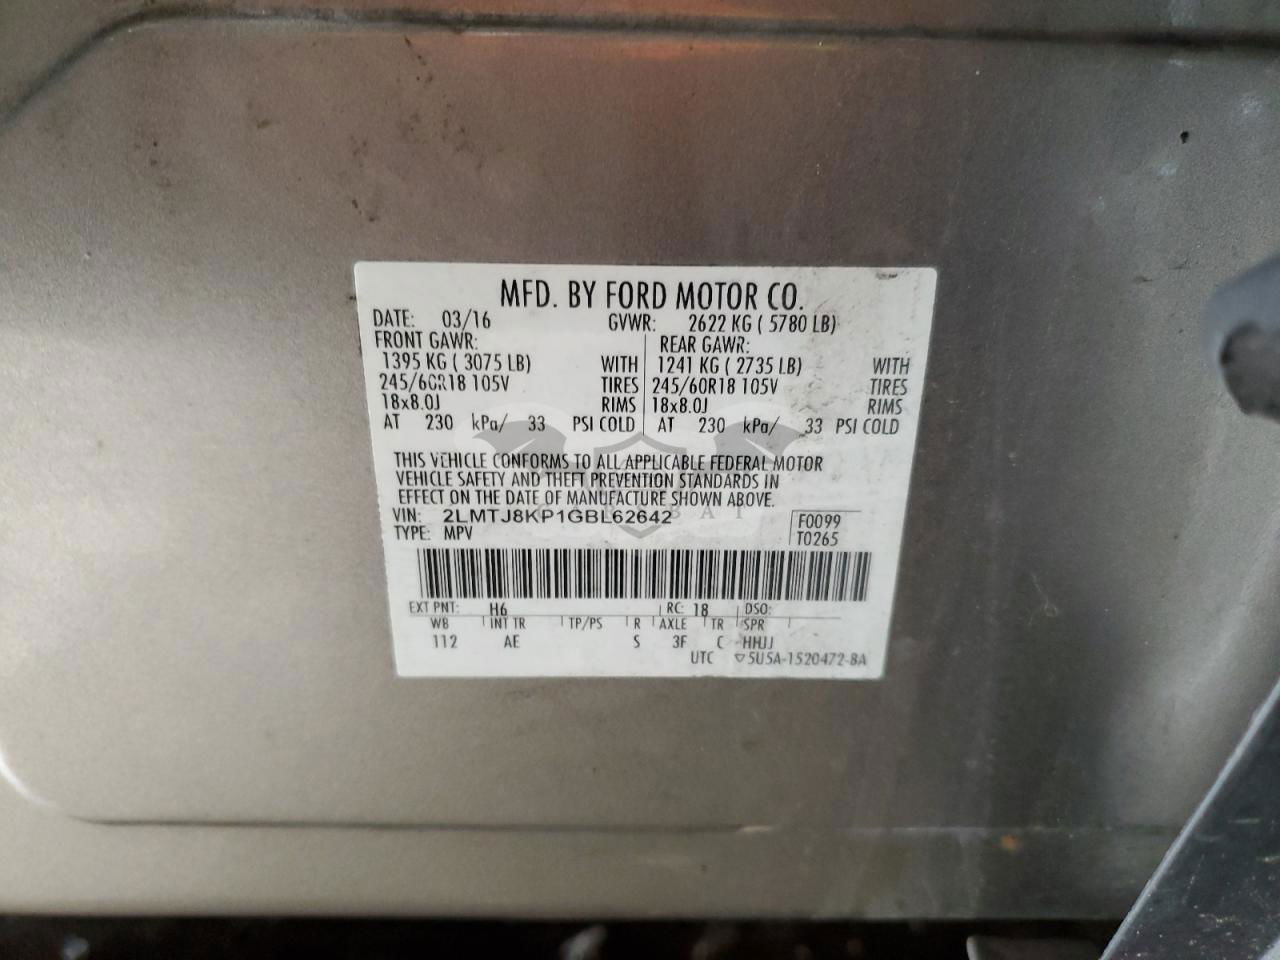 MFD. BY FORD MOTOR CO.
DATE: 03/16 GVWR: 2622 KG ( 5780 LB)
FRONT GAWR: REAR GAWR:
1395 KG ( 3075 LB) WITH 1241 KG ( 2735 LB) WITH
245/60R18 105V TIRES 245/60R18 105V TIRES
18x8.0J RIMS 18x8.0J RIMS
AT 230 kPa/ 33 PSI COLD AT 230 kPa/ 33 PSI COLD
THIS VEHICLE CONFORMS TO ALL APPLICABLE FEDERAL MOTOR
VEHICLE SAFETY AND THEFT PREVENTION STANDARDS IN
EFFECT ON THE DATE OF MANUFACTURE SHOWN ABOVE.
VIN: 2LMTJ8KP1GBL62642 F0099
TYPE: MPV T0265
EXT PNT: H6 RC: 18 DSO:
WB INT TR TP/PS R AXLE TR SPR
112 AE S 3F C HHJJ
UTC ▽5U5A-1520472-BA